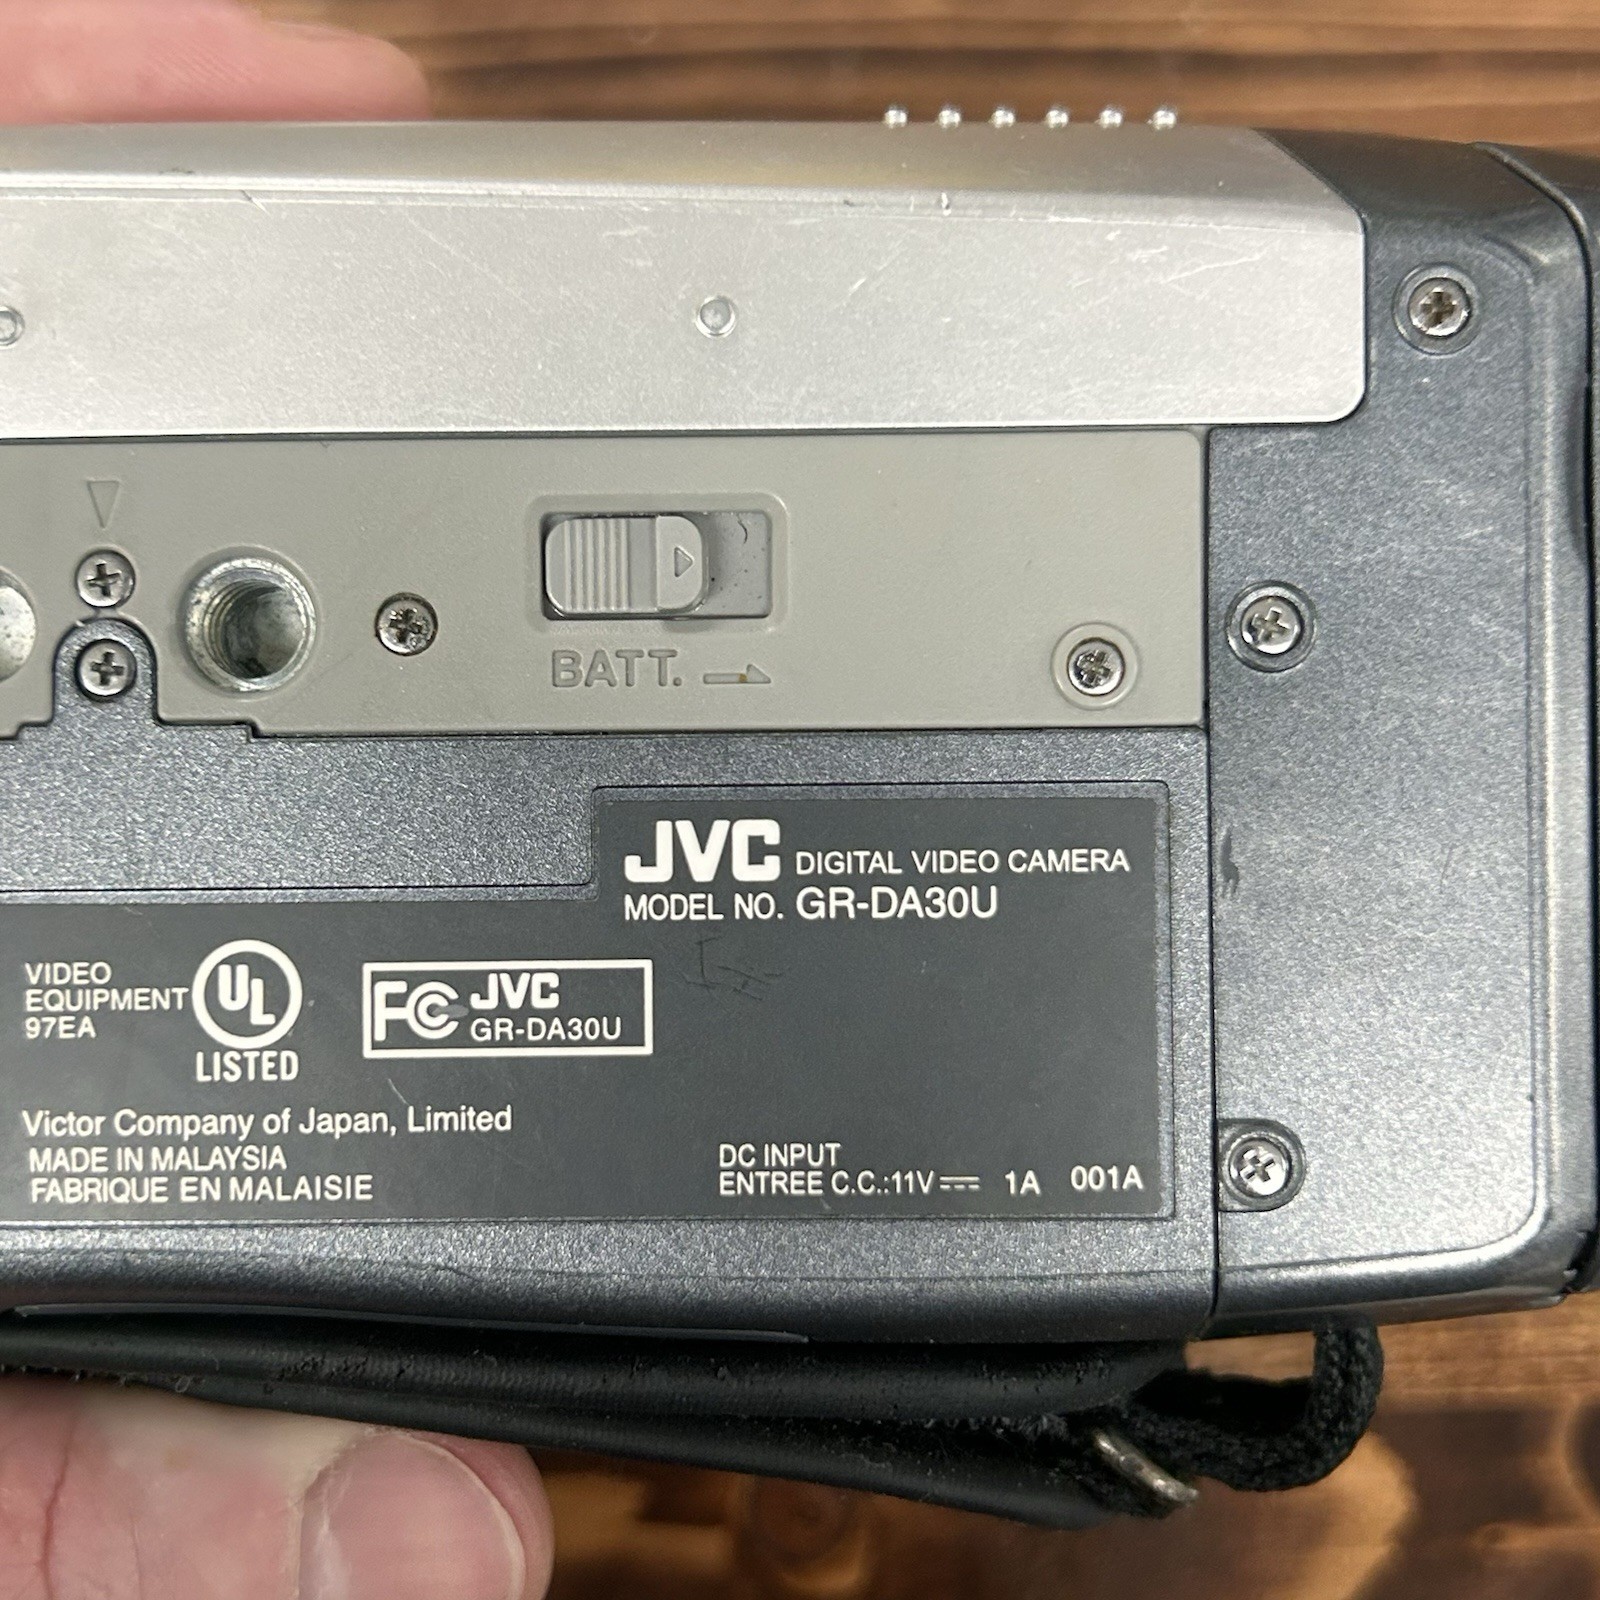 BATT.
JVC DIGITAL VIDEO CAMERA
MODEL NO. GR-DA30U
VIDEO
EQUIPMENT
97EA
UL
LISTED
FC JVC
GR-DA30U
Victor Company of Japan, Limited
MADE IN MALAYSIA
FABRIQUE EN MALAISIE
DC INPUT
ENTREE C.C.:11V⎓ 1A 001A